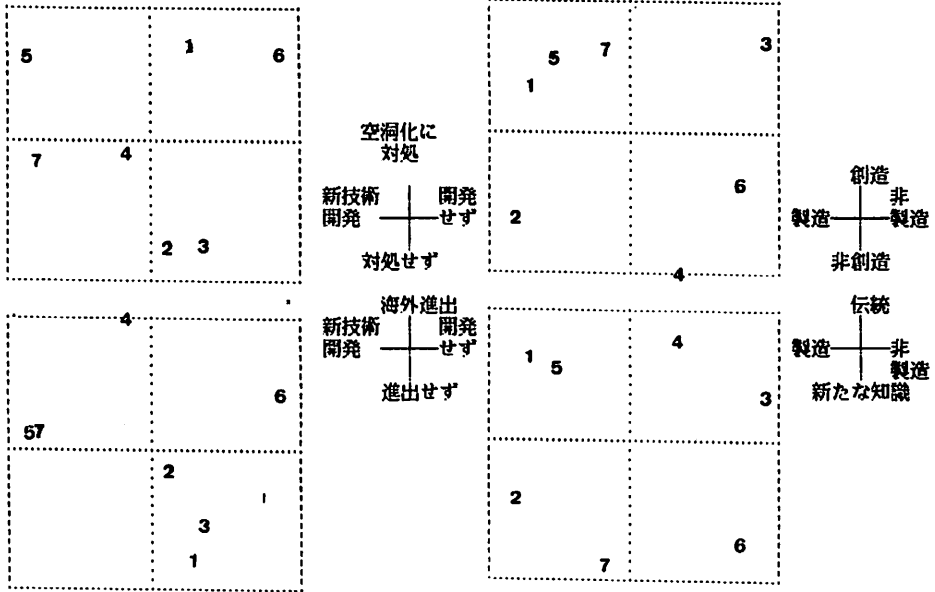 5 1 6
7 4
2 3
空洞化に
対処
新技術 開発
開発 せず
対処せず
5 7 3
1
6
2
4
創造
非
製造 製造
非創造
4
6
57
2
3
1
海外進出
新技術 開発
開発 せず
進出せず
1 4
5
3
2
6
7
伝統
製造 非
製造
新たな知識